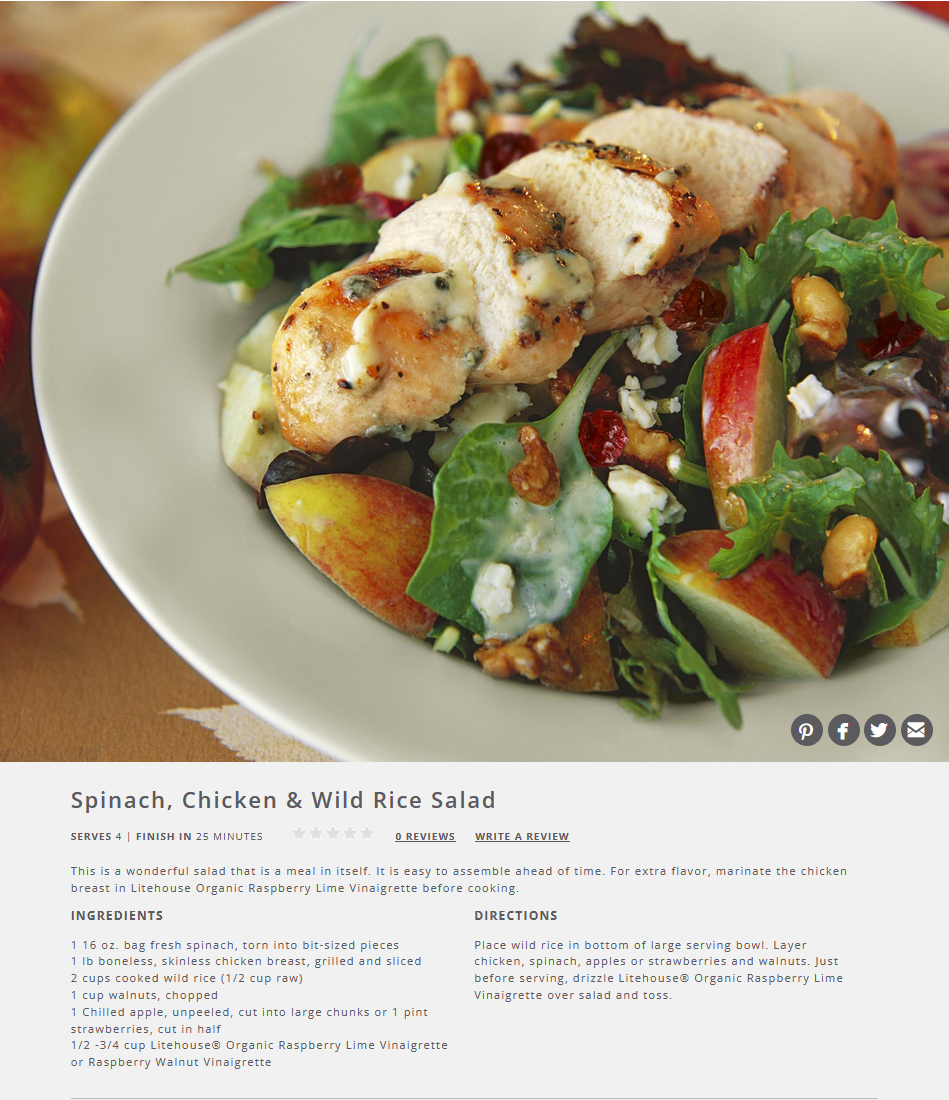 Spinach, Chicken & Wild Rice Salad
SERVES 4 | FINISH IN 25 MINUTES 0 REVIEWS WRITE A REVIEW
This is a wonderful salad that is a meal in itself. It is easy to assemble ahead of time. For extra flavor, marinate the chicken
breast in Litehouse Organic Raspberry Lime Vinaigrette before cooking.
INGREDIENTS
1 16 oz. bag fresh spinach, torn into bit-sized pieces
1 lb boneless, skinless chicken breast, grilled and sliced
2 cups cooked wild rice (1/2 cup raw)
1 cup walnuts, chopped
1 Chilled apple, unpeeled, cut into large chunks or 1 pint
strawberries, cut in half
1/2 -3/4 cup Litehouse® Organic Raspberry Lime Vinaigrette
or Raspberry Walnut Vinaigrette
DIRECTIONS
Place wild rice in bottom of large serving bowl. Layer
chicken, spinach, apples or strawberries and walnuts. Just
before serving, drizzle Litehouse® Organic Raspberry Lime
Vinaigrette over salad and toss.